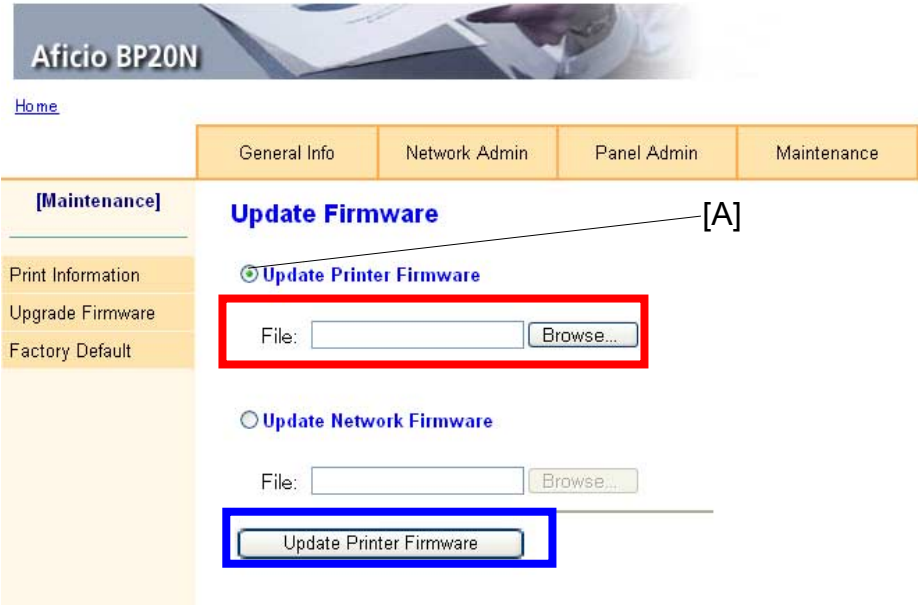 Aficio BP20N
Home
General Info Network Admin Panel Admin Maintenance
[Maintenance]
Print Information
Upgrade Firmware
Factory Default
Update Firmware
[A]
Update Printer Firmware
File: Browse...
Update Network Firmware
File: Browse...
Update Printer Firmware